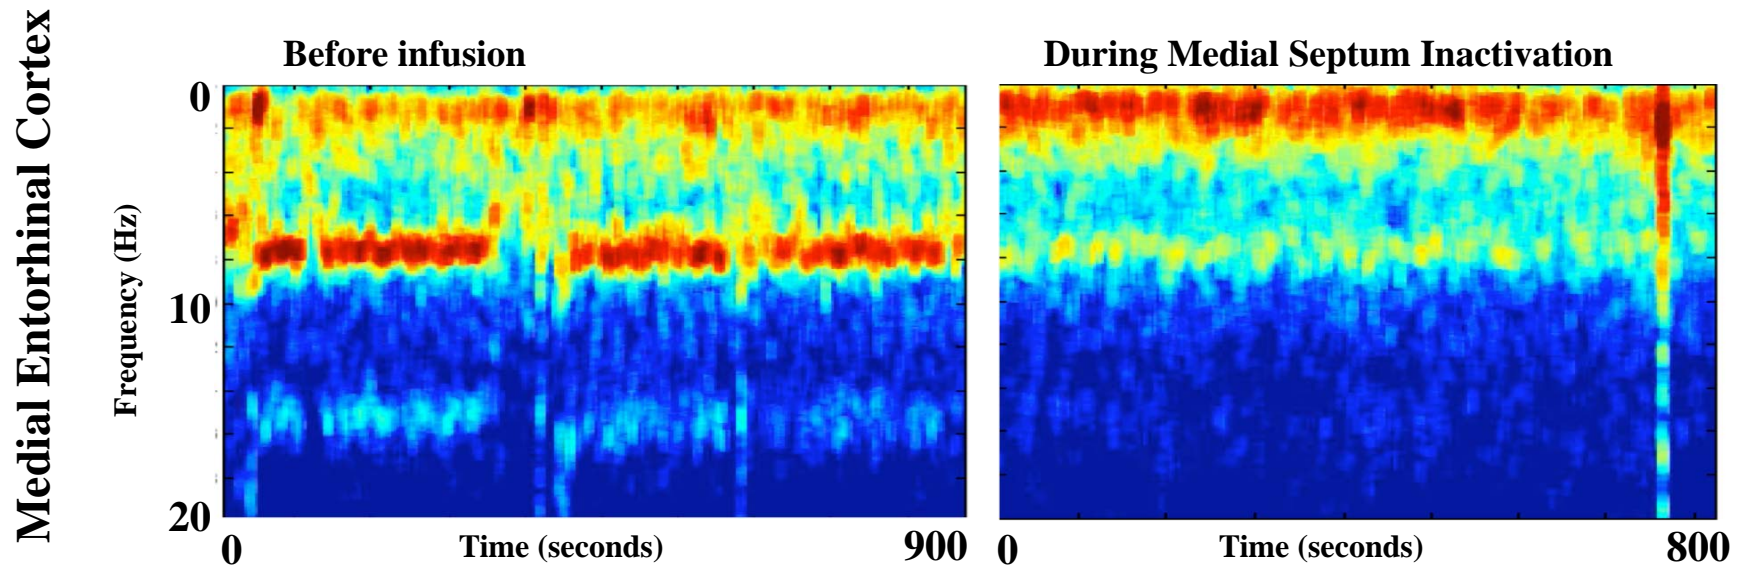 Medial Entorhinal Cortex
Before infusion
During Medial Septum Inactivation
Frequency (Hz)
0
10
20
0
Time (seconds)
900
0
Time (seconds)
800